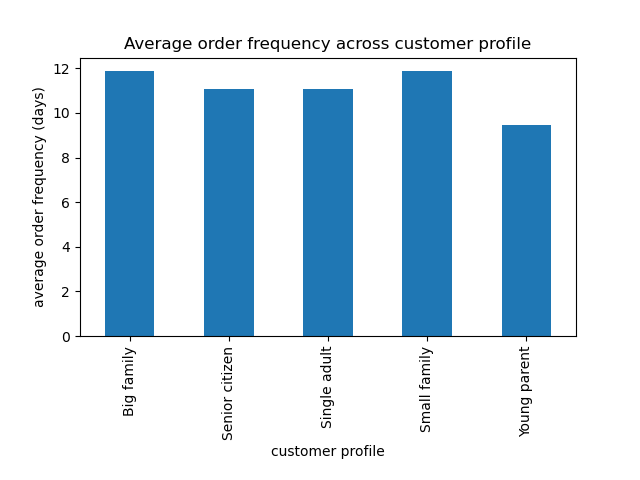 Average order frequency across customer profile
average order frequency (days)
12
10
8
6
4
2
0
Big family
Senior citizen
Single adult
Small family
Young parent
customer profile